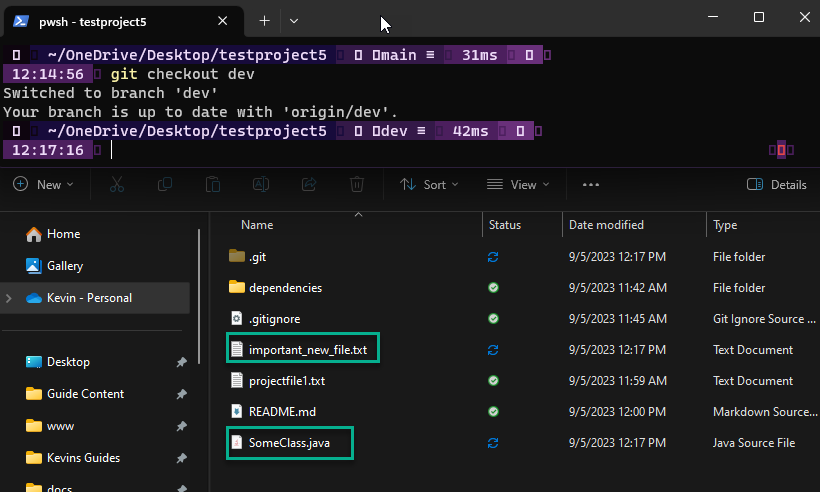 pwsh - testproject5
~/OneDrive/Desktop/testproject5 main ≡ 31ms
12:14:56 git checkout dev
Switched to branch 'dev'
Your branch is up to date with 'origin/dev'.
~/OneDrive/Desktop/testproject5 dev ≡ 42ms
12:17:16
New Sort View ... Details
Name Status Date modified Type
Home
Gallery
Kevin - Personal
Desktop
Guide Content
www
Kevins Guides
docs
.git 9/5/2023 12:17 PM File folder
dependencies 9/5/2023 11:42 AM File folder
.gitignore 9/5/2023 11:45 AM Git Ignore Source ...
important_new_file.txt 9/5/2023 12:17 PM Text Document
projectfile1.txt 9/5/2023 11:59 AM Text Document
README.md 9/5/2023 12:00 PM Markdown Source...
SomeClass.java 9/5/2023 12:17 PM Java Source File